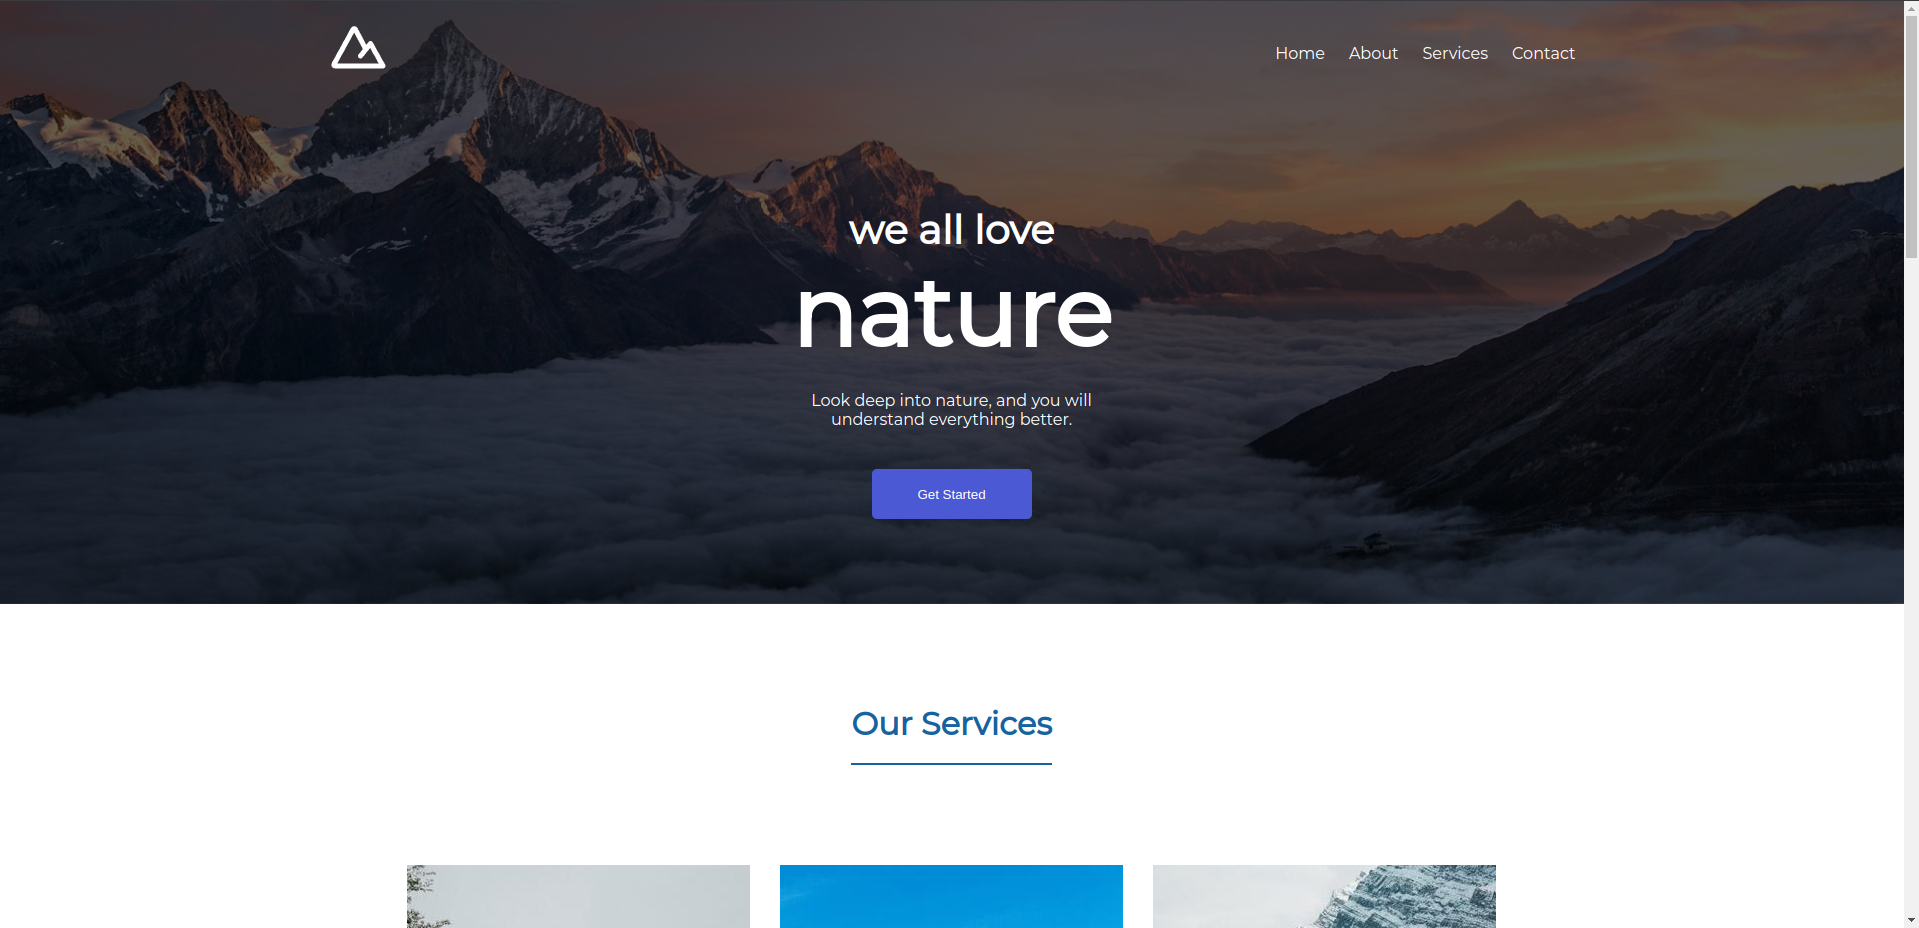 Home About Services Contact
we all love
nature
Look deep into nature, and you will
understand everything better.
Get Started
Our Services